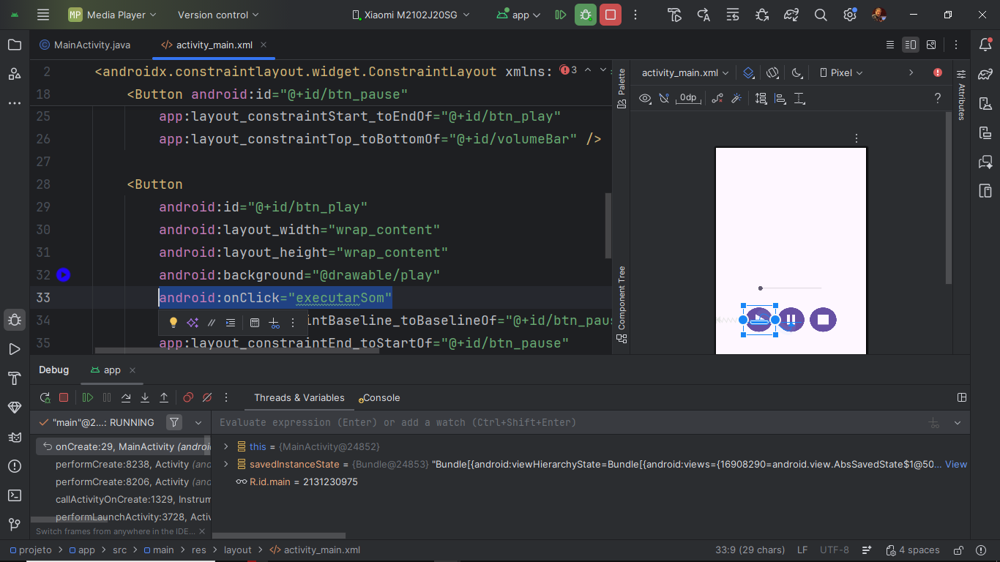 MP Media Player Version control Xiaomi M2102J20SG app
MainActivity.java activity_main.xml
2 <androidx.constraintlayout.widget.ConstraintLayout xmlns: 3
18 <Button android:id="@+id/btn_pause"
25 app:layout_constraintStart_toEndOf="@+id/btn_play"
26 app:layout_constraintTop_toBottomOf="@+id/volumeBar" />
27
28 <Button
29 android:id="@+id/btn_play"
30 android:layout_width="wrap_content"
31 android:layout_height="wrap_content"
32 android:background="@drawable/play"
33 android:onClick="executarSom"
34 intBaseline_toBaselineOf="@+id/btn_pau
35 app:layout_constraintEnd_toStartOf="@+id/btn_pause"
Palette
Component Tree
activity_main.xml Pixel
0dp ?
Attributes
Debug app
Threads & Variables Console
"main"@2...: RUNNING
Evaluate expression (Enter) or add a watch (Ctrl+Shift+Enter)
onCreate:29, MainActivity (androi
performCreate:8238, Activity (and
performCreate:8206, Activity (and
callActivityOnCreate:1329, Instrum
performLaunchActivity:3728, Activ
Switch frames from anywhere in the IDE...
this = {MainActivity@24852}
savedInstanceState = {Bundle@24853} "Bundle[{android:viewHierarchyState=Bundle[{android:views={16908290=android.view.AbsSavedState$1@50... View
R.id.main = 2131230975
projeto > app > src > main > res > layout > activity_main.xml
33:9 (29 chars) LF UTF-8 4 spaces